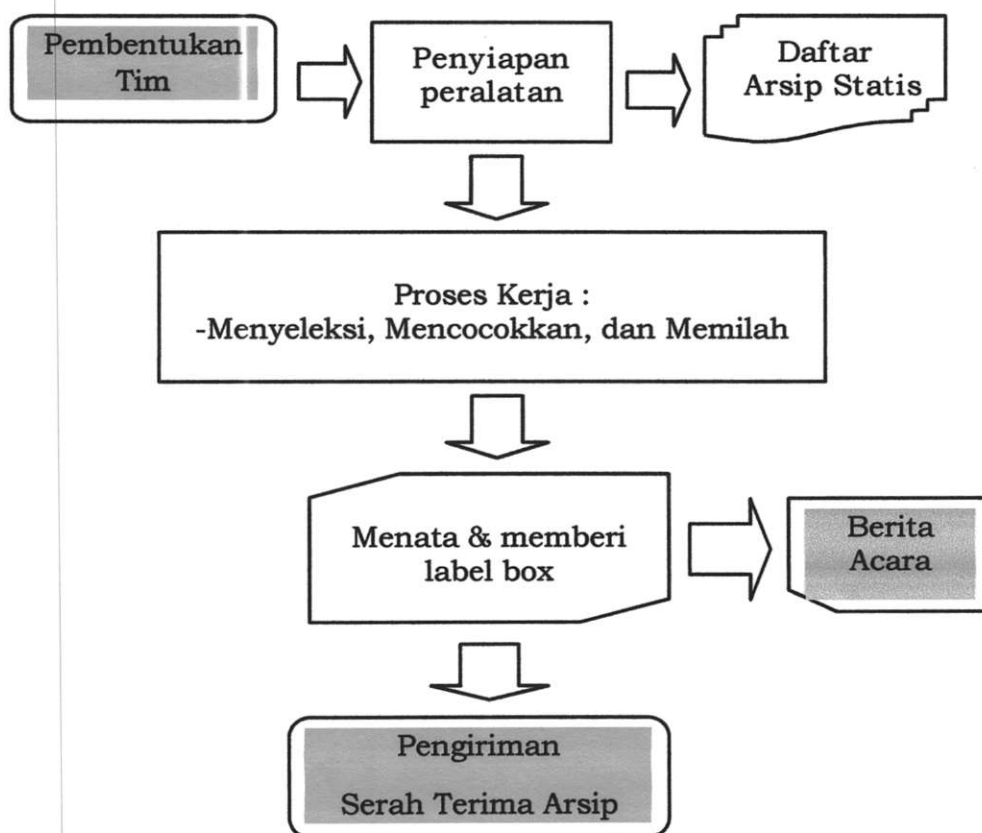 Pembentukan
Tim
Penyiapan
peralatan
Daftar
Arsip Statis
Proses Kerja :
-Menyeleksi, Mencocokkan, dan Memilah
Menata & memberi
label box
Berita
Acara
Pengiriman
Serah Terima Arsip